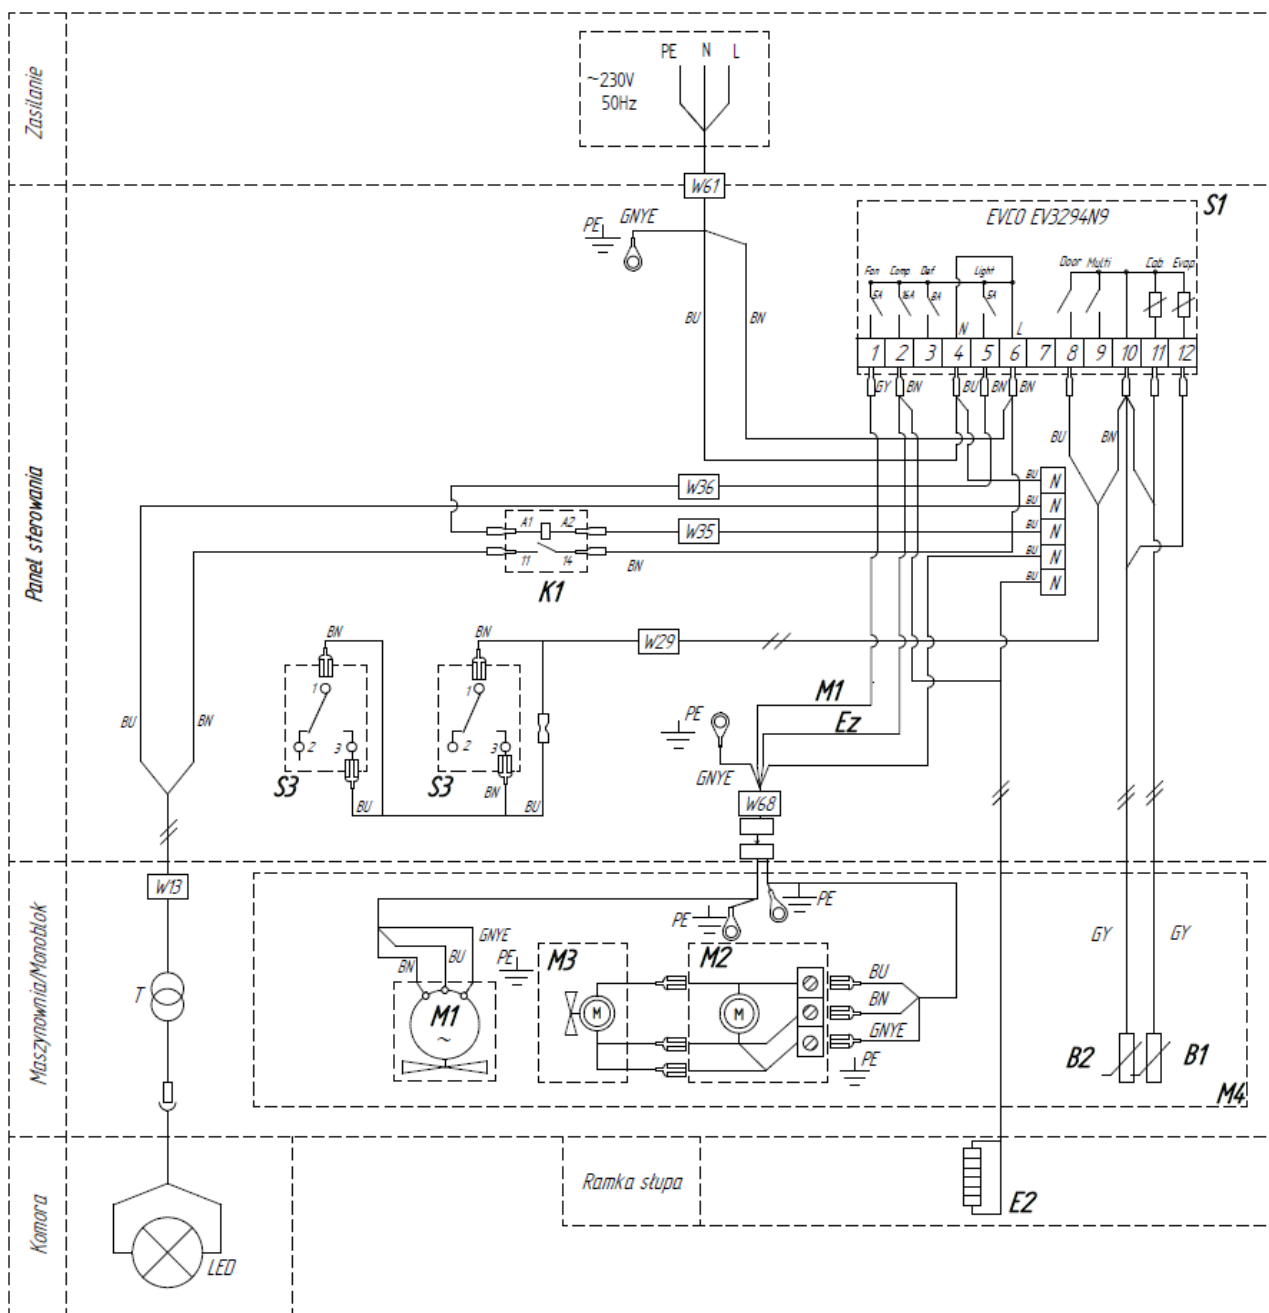 Zasilanie
PE N L
~230V
50Hz
W61
PE
GNYE
BU
BN
S1
EVCO EV3294N9
Fan Comp Def Light Door Multi Cab Evap
5A 16A 8A 5A
N L
1 2 3 4 5 6 7 8 9 10 11 12
GY BN BU BN BN
BU BN
Panel sterowania
W36
BU N
BU N
A1 A2
W35
BU N
11 14
BN
BU N
K1
BU N
BN
BN
W29
1
2
3
S3
BU
1
2
3
S3
BN
BU
BU
BN
M1
Ez
PE
GNYE
W68
Maszynownia/Monoblok
W13
T
PE
PE
GNYE
BN
BU
PE
M1
~
M3
M
M2
M
BU
BN
GNYE
PE
GY
GY
B2
B1
M4
Komora
LED
Ramka słupa
E2